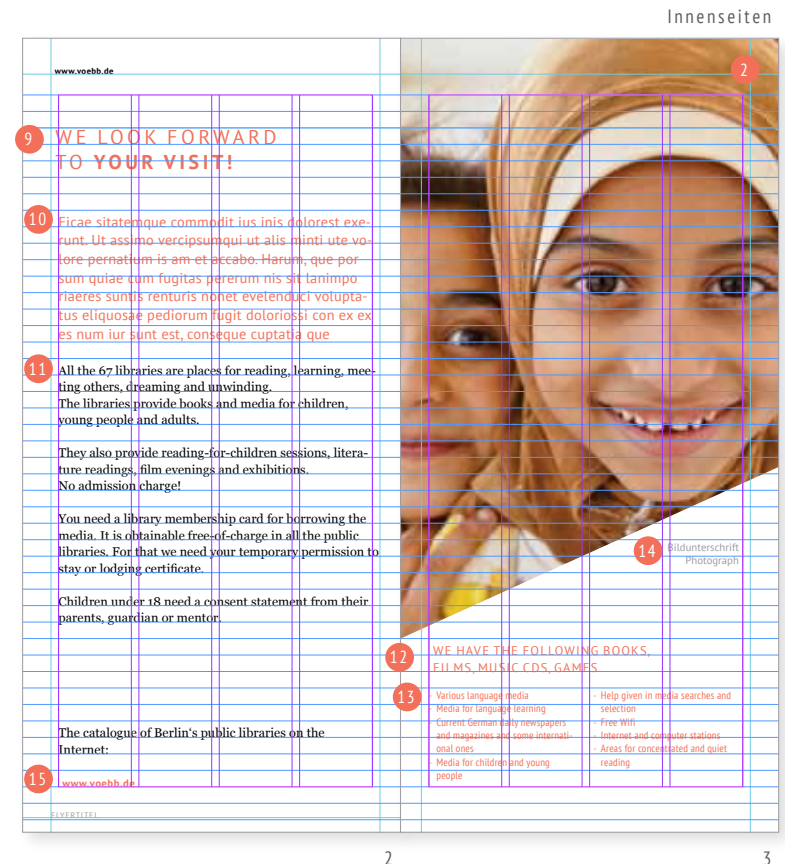 Innenseiten
www.voebb.de
2
9
WE LOOK FORWARD
TO YOUR VISIT!
10
Ficae sitatemque commodit ius inis dolorest exe-
runt. Ut assimo vercipsumqui ut alis minti ute vo-
lore pernatium is am et accabo. Harum, que por
sum quiae cum fugitas pererum nis sit lanimpo
riaeres suntis renturis nonet evelenduci volupta-
tus eliquosae pediorum fugit doloriossi con ex ex
es num iur sunt est, conseque cuptatia que
11
All the 67 libraries are places for reading, learning, mee-
ting others, dreaming and unwinding.
The libraries provide books and media for children,
young people and adults.
They also provide reading-for-children sessions, litera-
ture readings, film evenings and exhibitions.
No admission charge!
You need a library membership card for borrowing the
media. It is obtainable free-of-charge in all the public
libraries. For that we need your temporary permission to
stay or lodging certificate.
Children under 18 need a consent statement from their
parents, guardian or mentor.
The catalogue of Berlin‘s public libraries on the
Internet:
15
www.voebb.de
FLYERTITEL
14
Bildunterschrift
Photograph
12
WE HAVE THE FOLLOWING BOOKS,
FILMS, MUSIC CDS, GAMES
13
- Various language media
- Media for language learning
- Current German daily newspapers
and magazines and some internati-
onal ones
- Media for children and young
people
- Help given in media searches and
selection
- Free Wifi
- Internet and computer stations
- Areas for concentrated and quiet
reading
2
3